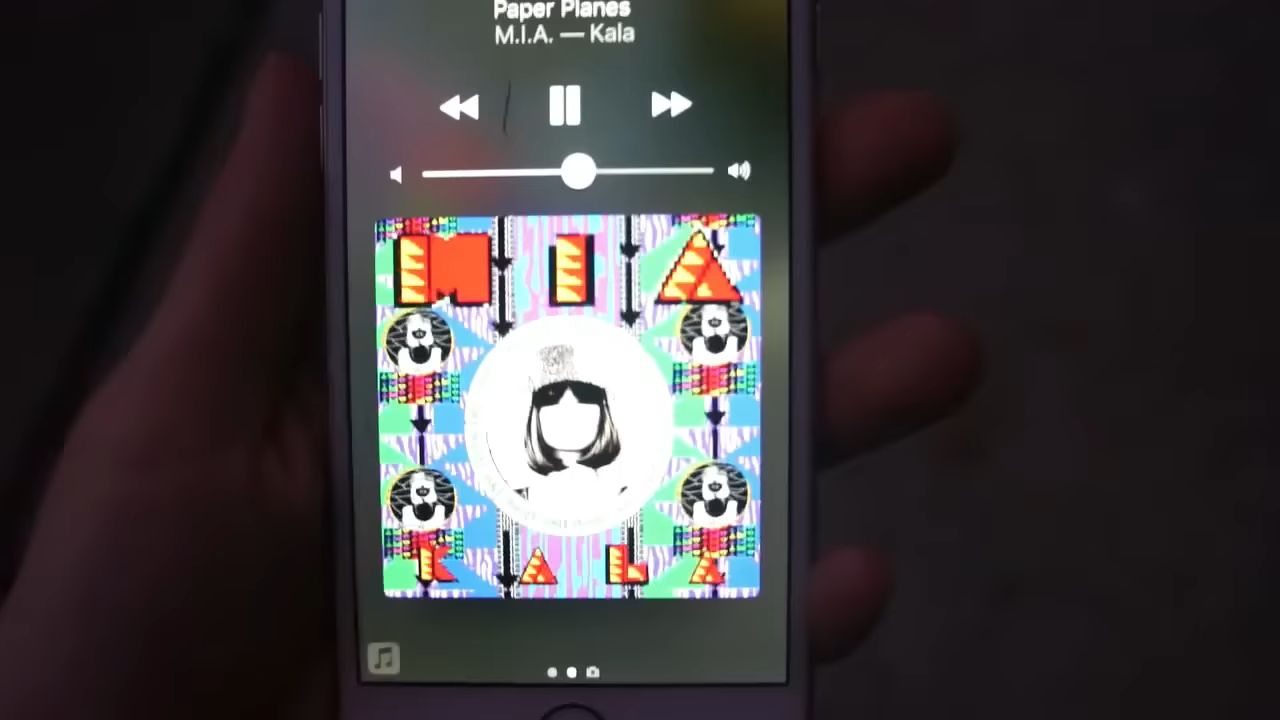 Paper Planes
M.I.A. — Kala
M I A
K A L A